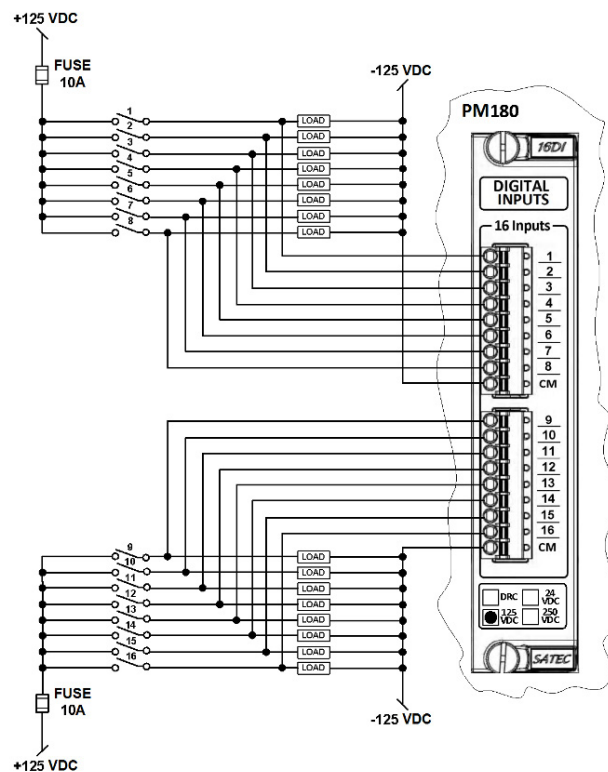 +125 VDC
FUSE
10A
-125 VDC
1
2
3
4
5
6
7
8
LOAD
LOAD
LOAD
LOAD
LOAD
LOAD
LOAD
LOAD
PM180
16DI
DIGITAL
INPUTS
16 Inputs
1
2
3
4
5
6
7
8
CM
9
10
11
12
13
14
15
16
CM
DRC
24
VDC
125
VDC
250
VDC
SATEC
9
10
11
12
13
14
15
16
LOAD
LOAD
LOAD
LOAD
LOAD
LOAD
LOAD
LOAD
FUSE
10A
-125 VDC
+125 VDC